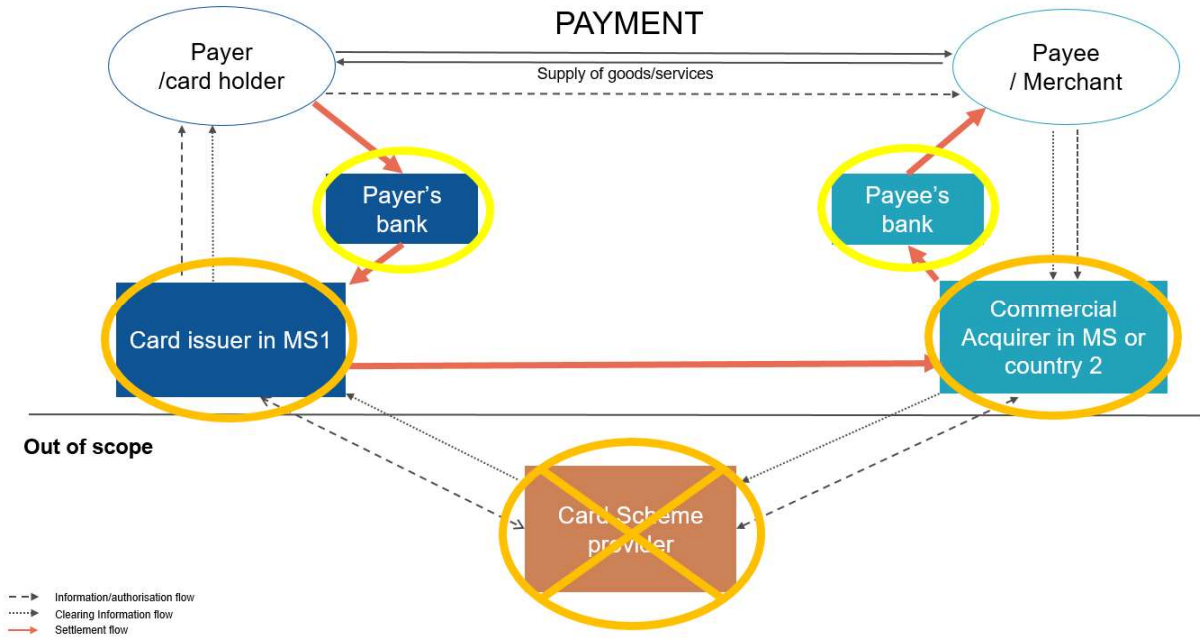 PAYMENT
Payer
/card holder
Supply of goods/services
Payee
/ Merchant
Payer's
bank
Payee's
bank
Card issuer in MS1
Commercial
Acquirer in MS or
country 2
Out of scope
Card Scheme
provider
Information/authorisation flow
Clearing Information flow
Settlement flow